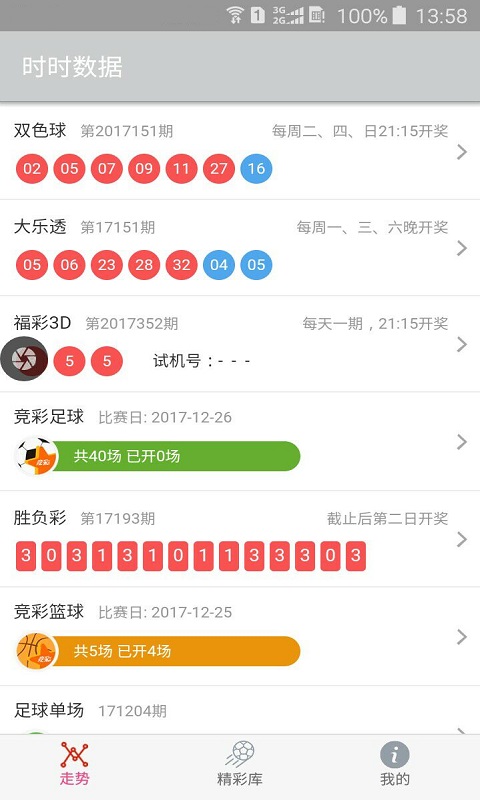 3G 2G 1 100% 13:58
时时数据
双色球 第2017151期 每周二、四、日21:15开奖
02 05 07 09 11 27 16
大乐透 第17151期 每周一、三、六晚开奖
05 06 23 28 32 04 05
福彩3D 第2017352期 每天一期，21:15开奖
5 5 试机号：- - -
竞彩足球 比赛日: 2017-12-26
共40场 已开0场
胜负彩 第17193期 截止后第二日开奖
3 0 3 1 3 1 0 1 1 3 3 3 3 0 3
竞彩篮球 比赛日: 2017-12-25
共5场 已开4场
足球单场 171204期
走势 精彩库 我的